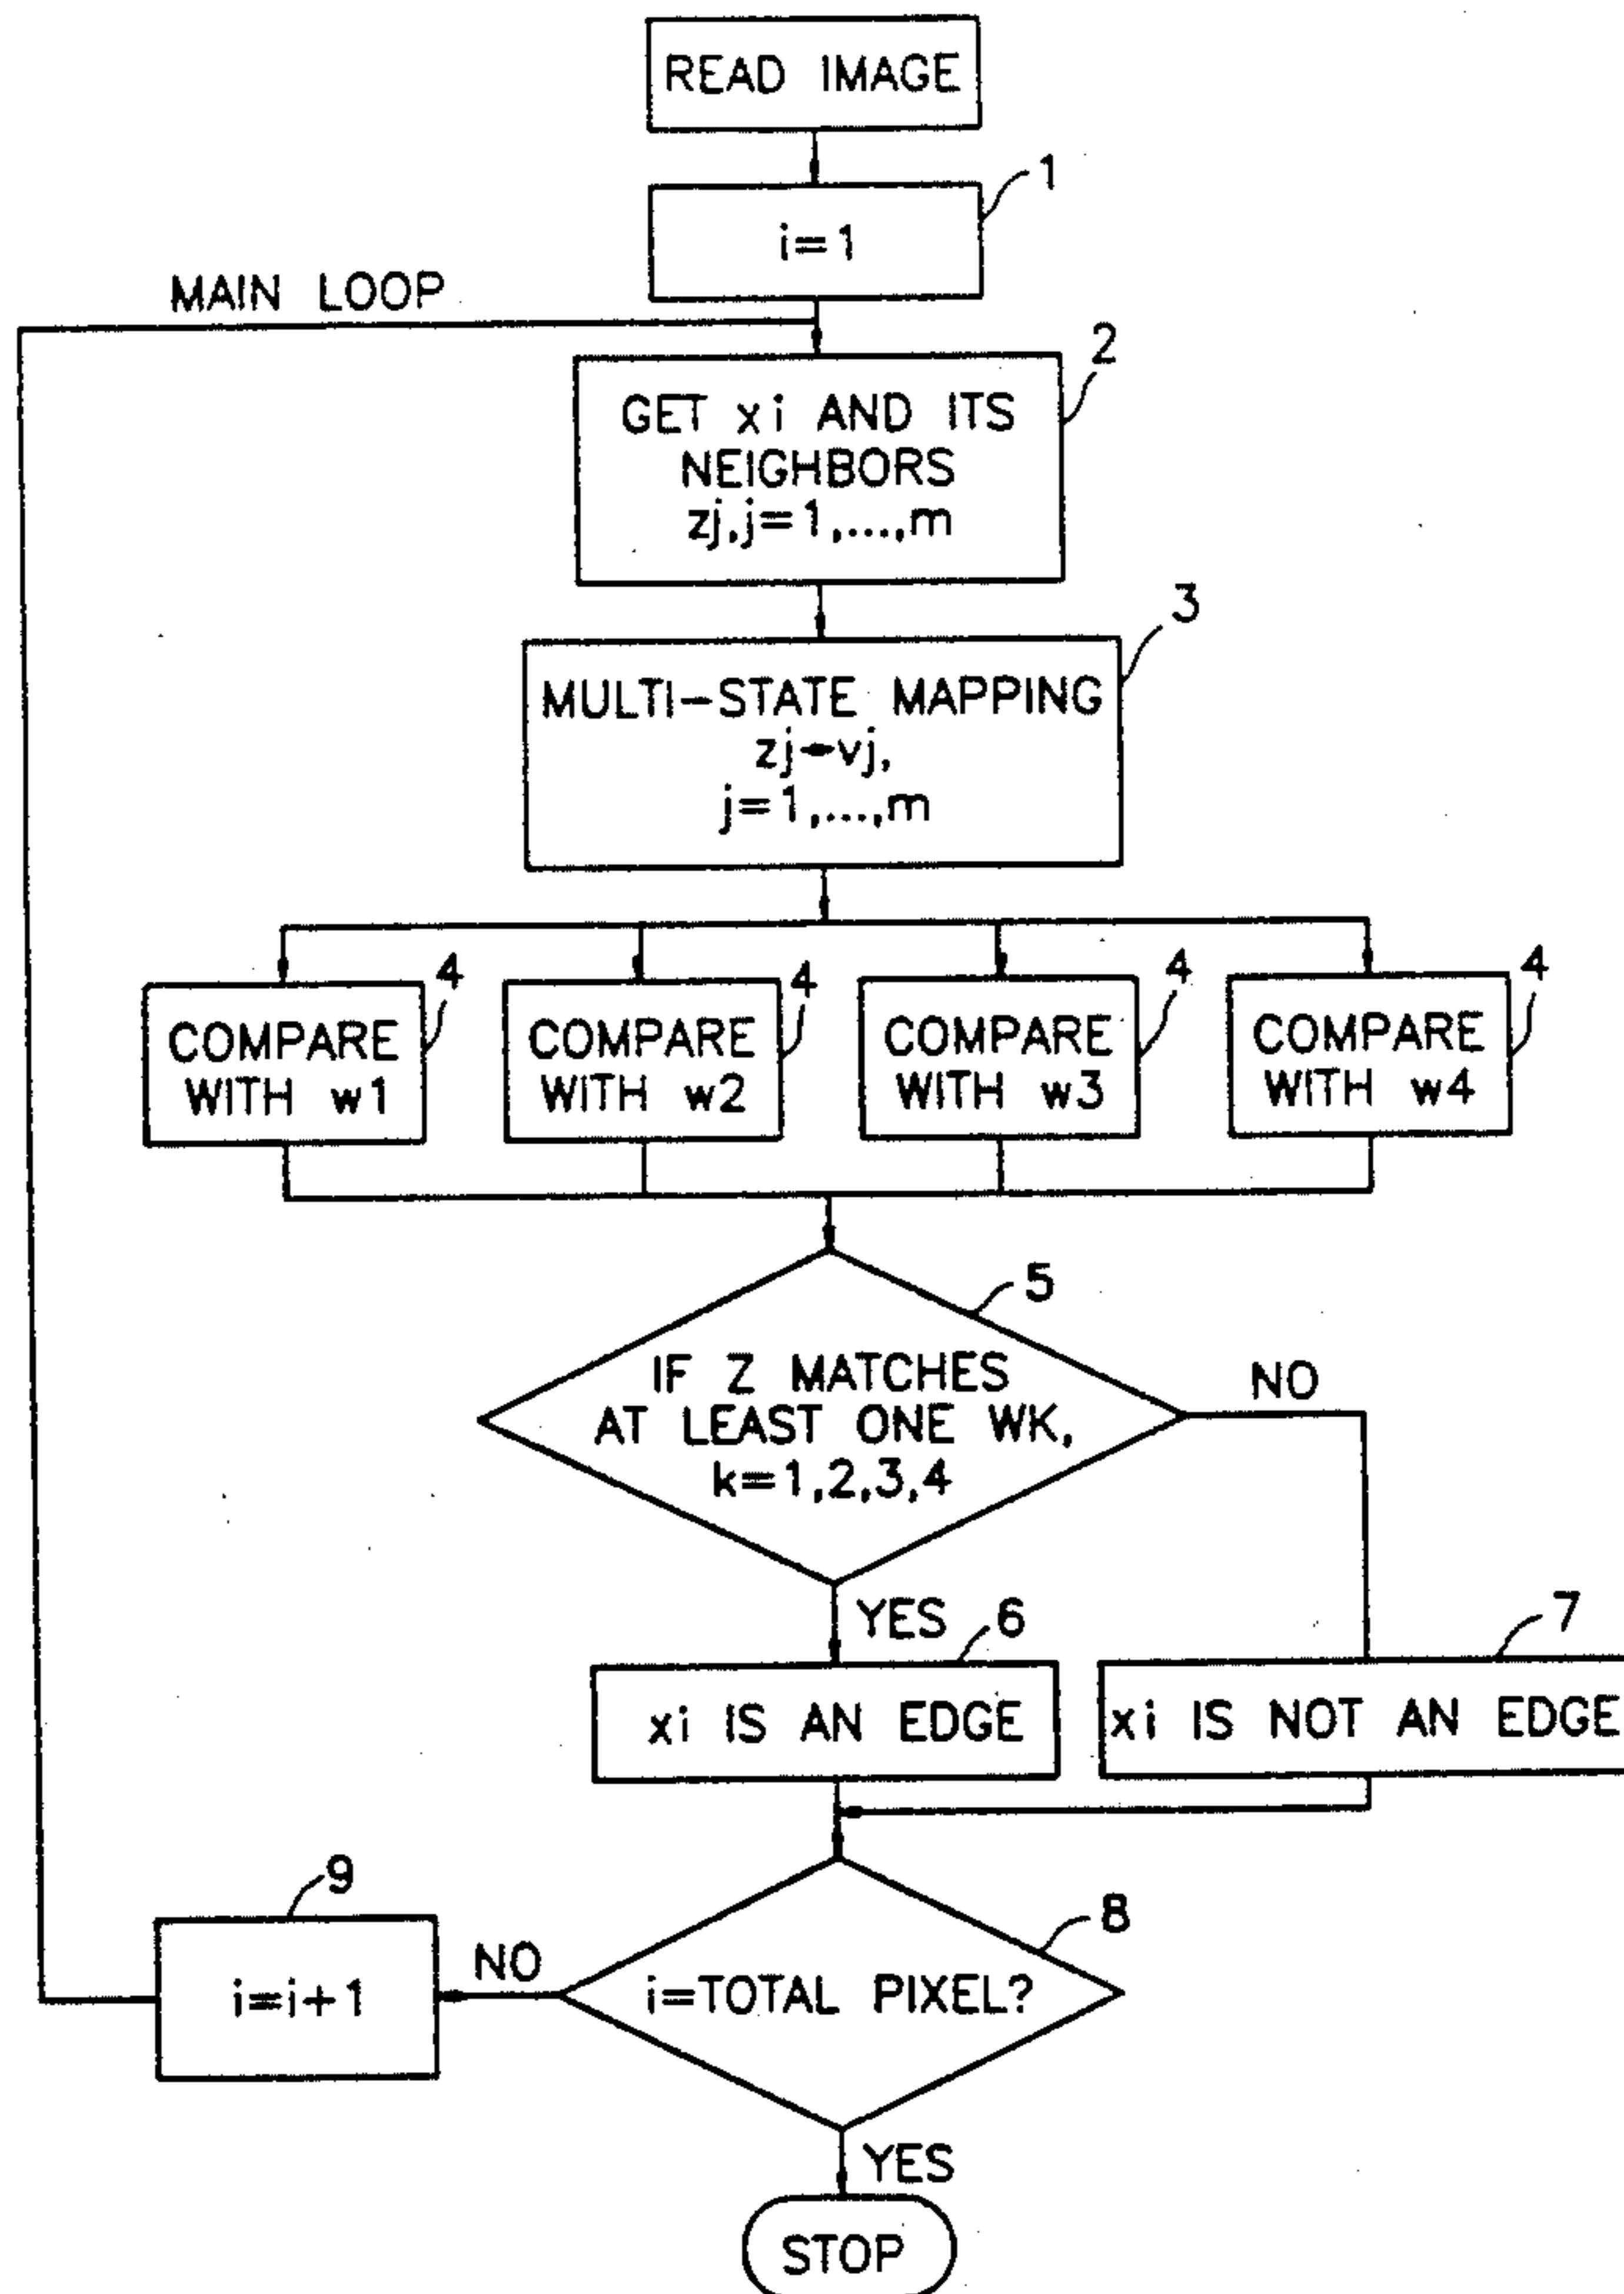 READ IMAGE
1
i=1
MAIN LOOP
2
GET xi AND ITS
NEIGHBORS
zj,j=1,...,m
3
MULTI-STATE MAPPING
zj←vj,
j=1,...,m
4
COMPARE
WITH w1
4
COMPARE
WITH w2
4
COMPARE
WITH w3
4
COMPARE
WITH w4
5
IF Z MATCHES
AT LEAST ONE WK,
k=1,2,3,4
NO
YES
6
xi IS AN EDGE
7
xi IS NOT AN EDGE
8
i=TOTAL PIXEL?
NO
9
i=i+1
YES
STOP